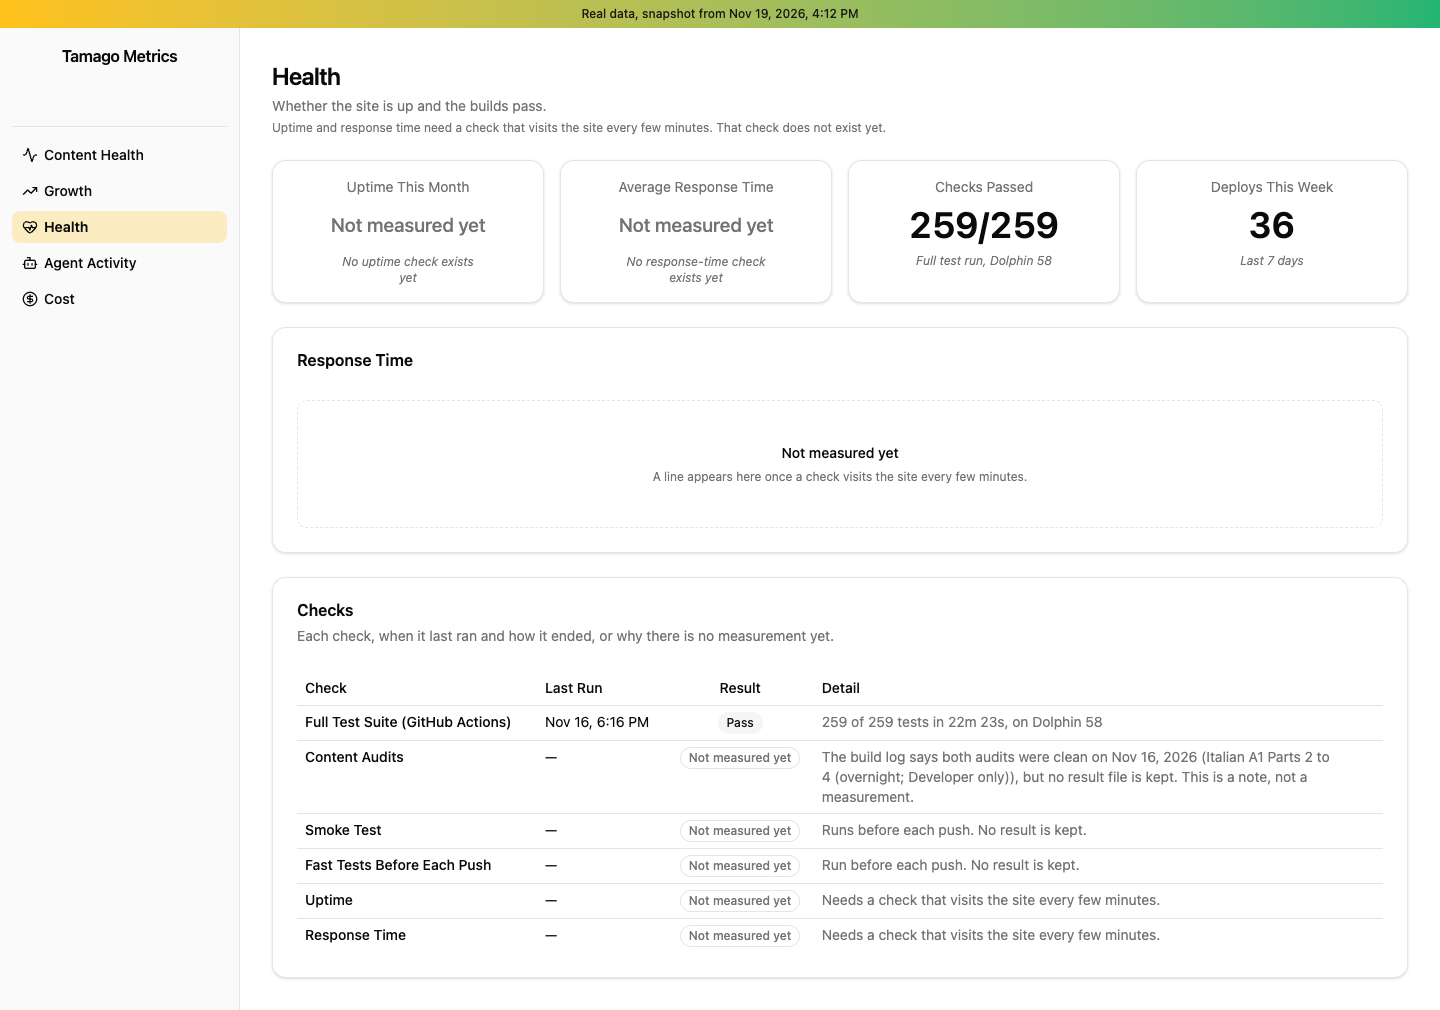 Real data, snapshot from Nov 19, 2026, 4:12 PM
Tamago Metrics
Content Health
Growth
Health
Agent Activity
Cost
Health
Whether the site is up and the builds pass.
Uptime and response time need a check that visits the site every few minutes. That check does not exist yet.
Uptime This Month
Not measured yet
No uptime check exists
yet
Average Response Time
Not measured yet
No response-time check
exists yet
Checks Passed
259/259
Full test run, Dolphin 58
Deploys This Week
36
Last 7 days
Response Time
Not measured yet
A line appears here once a check visits the site every few minutes.
Checks
Each check, when it last ran and how it ended, or why there is no measurement yet.
Check Last Run Result Detail
Full Test Suite (GitHub Actions) Nov 16, 6:16 PM Pass 259 of 259 tests in 22m 23s, on Dolphin 58
Content Audits — Not measured yet The build log says both audits were clean on Nov 16, 2026 (Italian A1 Parts 2 to
4 (overnight; Developer only)), but no result file is kept. This is a note, not a
measurement.
Smoke Test — Not measured yet Runs before each push. No result is kept.
Fast Tests Before Each Push — Not measured yet Run before each push. No result is kept.
Uptime — Not measured yet Needs a check that visits the site every few minutes.
Response Time — Not measured yet Needs a check that visits the site every few minutes.